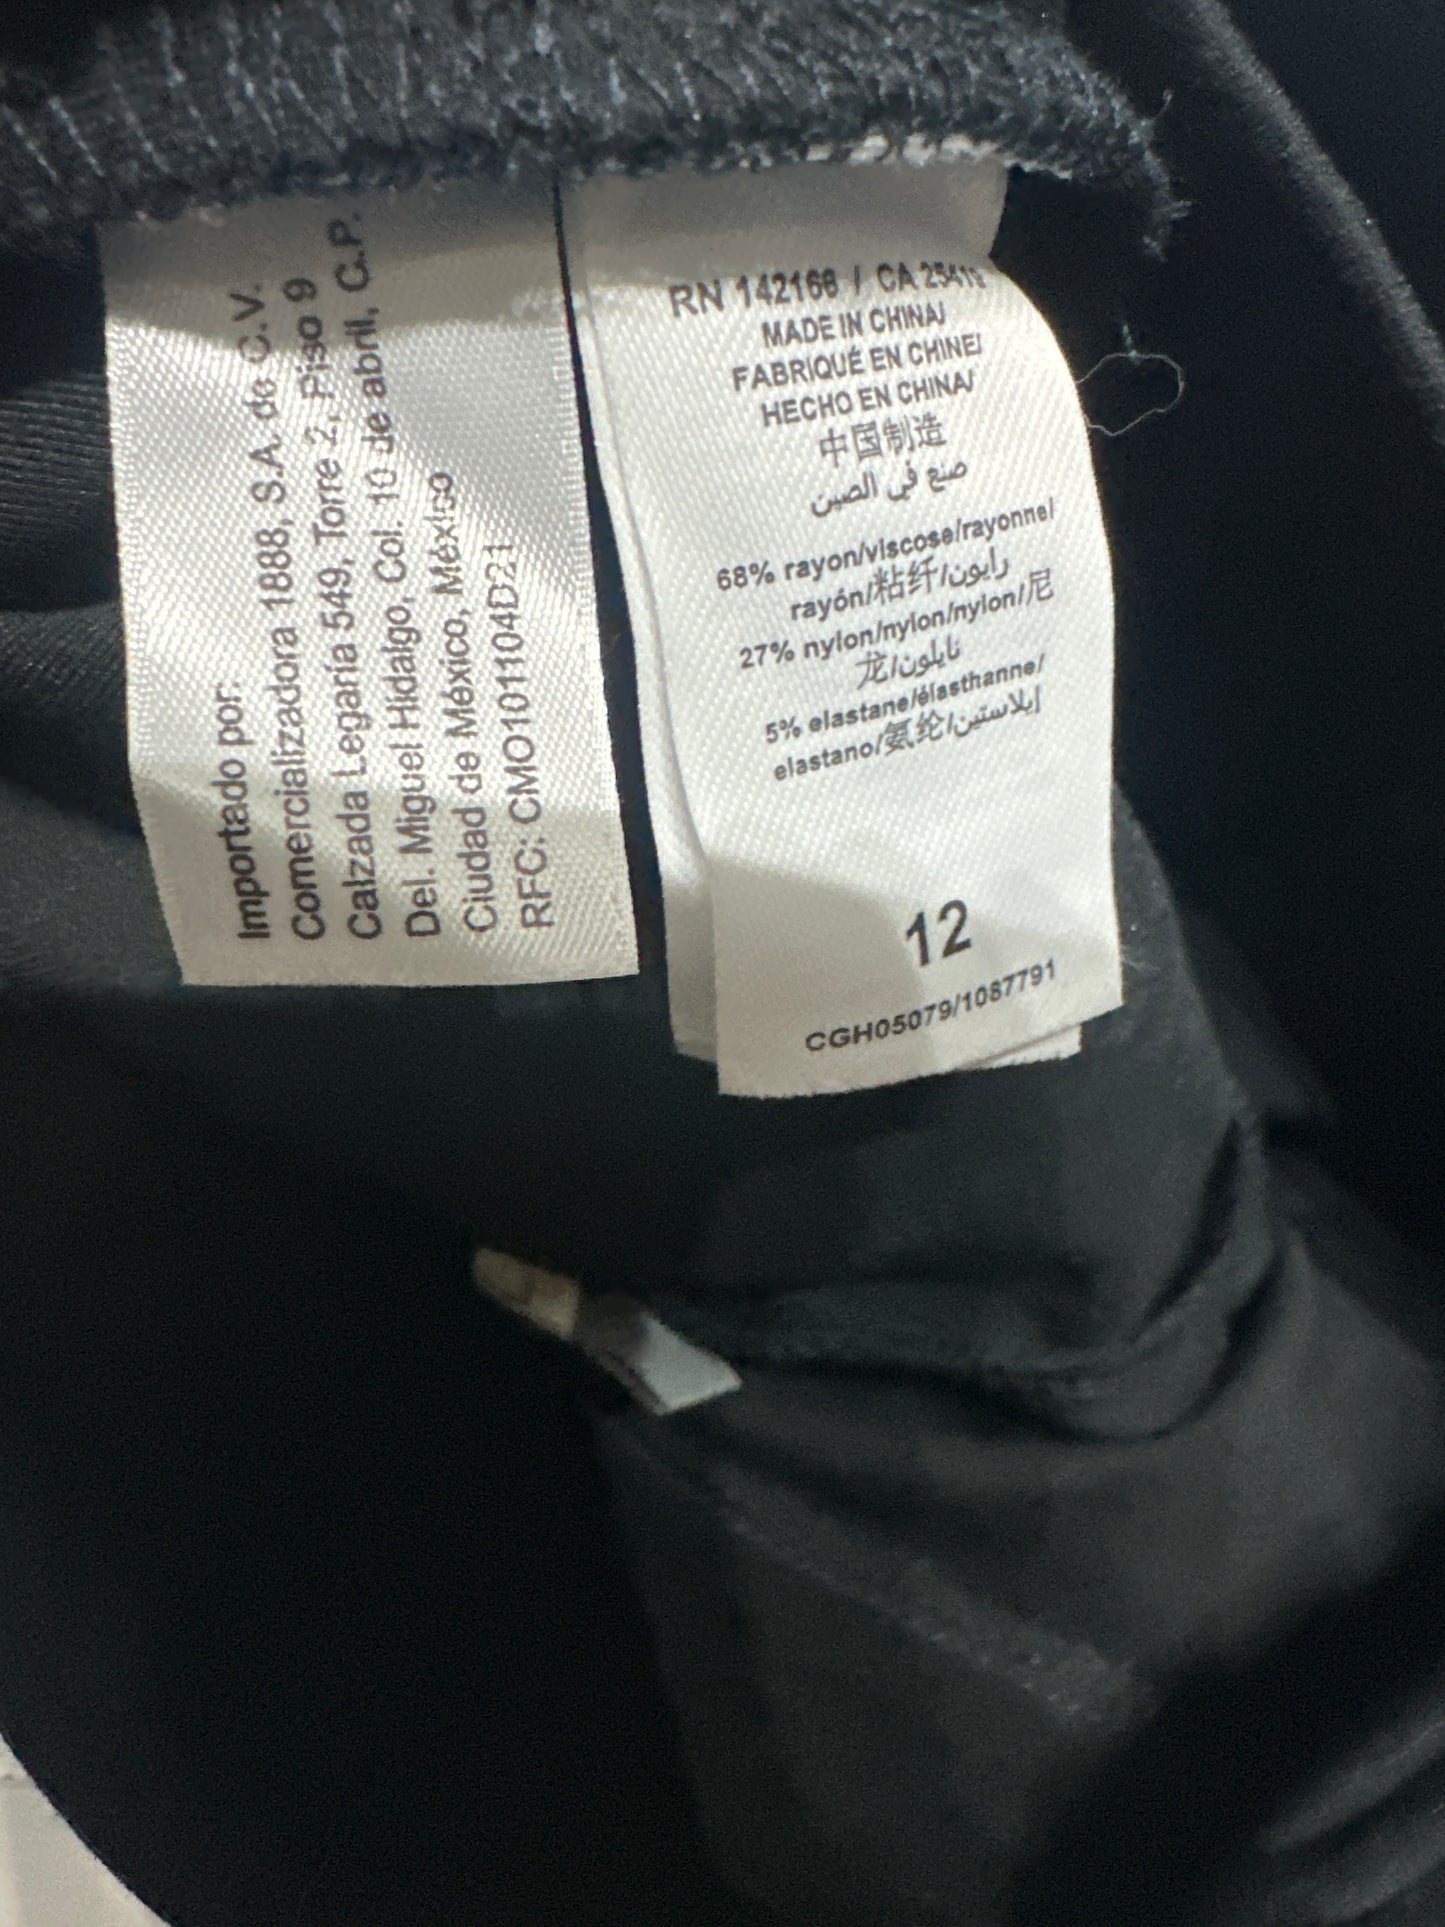 Importado por:
Comercializadora 1888, S.A. de C.V.
Calzada Legaría 549, Torre 2, Piso 9
Del. Miguel Hidalgo, Col. 10 de abril, C.P.
Ciudad de México, México
RFC: CMO101104D21
RN 142168 / CA
MADE IN CHINA/
FABRIQUÉ EN CHINE/
HECHO EN CHINA/
中国制造
صنع في الصين
68% rayon/viscose/rayonne/
rayón/粘纤/رايون
27% nylon/nylon/nylon/尼
龙/نايلون
5% elastane/élasthanne/
elastano/氨纶/إيلاستين
12
CGH05079/1087791